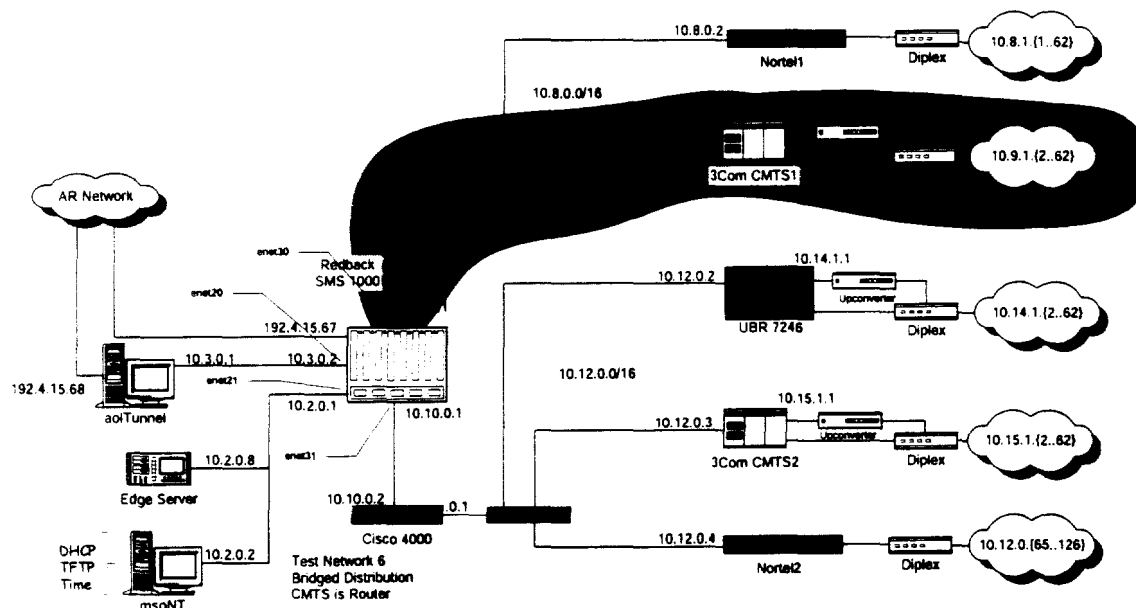 10.8.0.2
Nortel1
Diplex
10.8.1.{1..62}
10.8.0.0/16
3Com CMTS1
10.9.1.{2..62}
AR Network
enet30
Redback
SMS 1000
enet20
192.4.15.67
10.3.0.1
10.3.0.2
192.4.15.68
enet21
aolTunnel
10.2.0.1
10.10.0.1
10.12.0.2
10.14.1.1
Upconverter
UBR 7246
Diplex
10.14.1.{2..62}
10.12.0.0/16
10.15.1.1
10.12.0.3
Upconverter
3Com CMTS2
Diplex
10.15.1.{2..62}
enet31
10.2.0.8
Edge Server
10.10.0.2
.0.1
Cisco 4000
10.12.0.4
Nortel2
Diplex
10.12.0.{65..126}
DHCP
TFTP
Time
10.2.0.2
msoNT
Test Network 6
Bridged Distribution
CMTS is Router